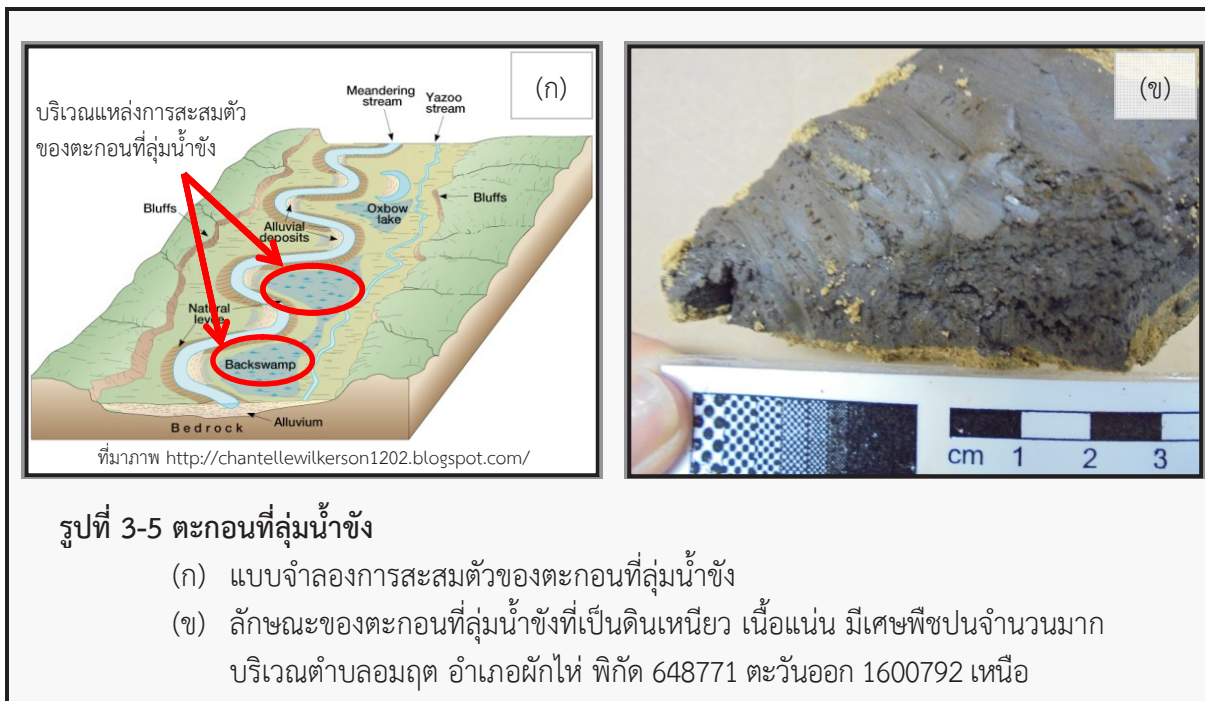 (ก)
บริเวณแหล่งการสะสมตัว
ของตะกอนที่ลุ่มน้ำขัง
Meandering
stream
Yazoo
stream
Bluffs
Oxbow
lake
Bluffs
Alluvial
deposits
Natural
levee
Backswamp
Alluvium
Bedrock
ที่มาภาพ http://chantellewilkerson1202.blogspot.com/
(ข)
cm 1 2 3
รูปที่ 3-5 ตะกอนที่ลุ่มน้ำขัง
(ก) แบบจำลองการสะสมตัวของตะกอนที่ลุ่มน้ำขัง
(ข) ลักษณะของตะกอนที่ลุ่มน้ำขังที่เป็นดินเหนียว เนื้อแน่น มีเศษพืชปนจำนวนมาก
บริเวณตำบลอมฤต อำเภอผักไห่ พิกัด 648771 ตะวันออก 1600792 เหนือ